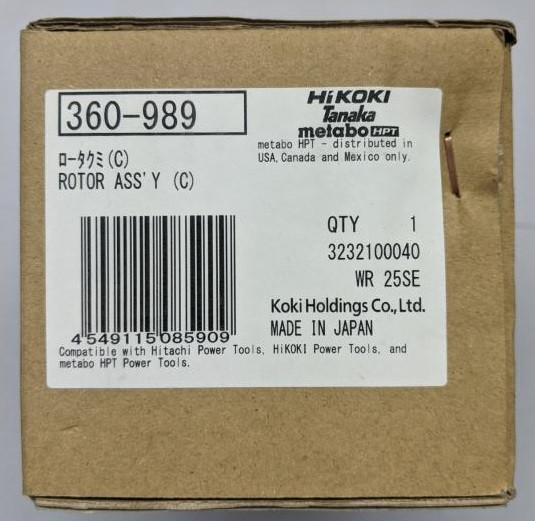 360-989
ﾛｰﾀｸﾐ(C)
ROTOR ASS'Y (C)
HiKOKI
Tanaka
metabo HPT
metabo HPT - distributed in
USA, Canada and Mexico only.
QTY 1
3232100040
WR 25SE
Koki Holdings Co., Ltd.
MADE IN JAPAN
4549115085909
Compatible with Hitachi Power Tools, HiKOKI Power Tools, and
metabo HPT Power Tools.